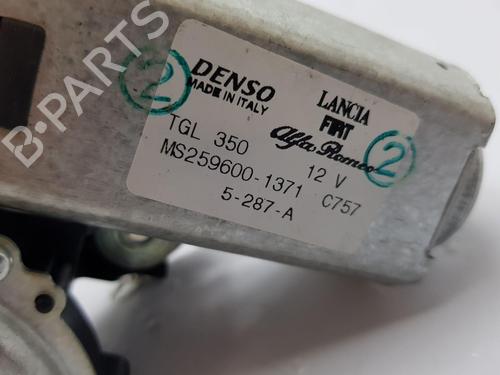 B-PARTS
2
DENSO
MADE IN ITALY
LANCIA
FIAT
Alfa Romeo
2
TGL 350
12 V
MS259600-1371 C757
5-287-A